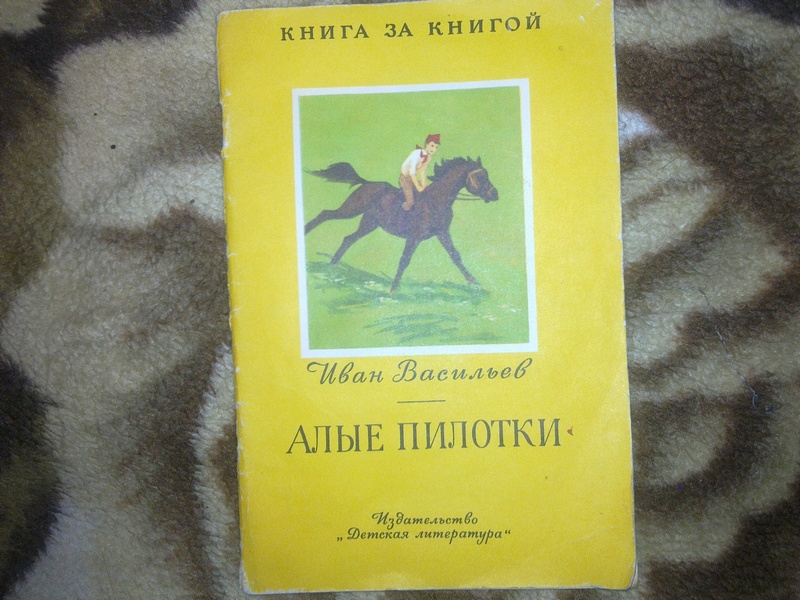 КНИГА ЗА КНИГОЙ
Иван Васильев
АЛЫЕ ПИЛОТКИ
Издательство
„Детская литература“